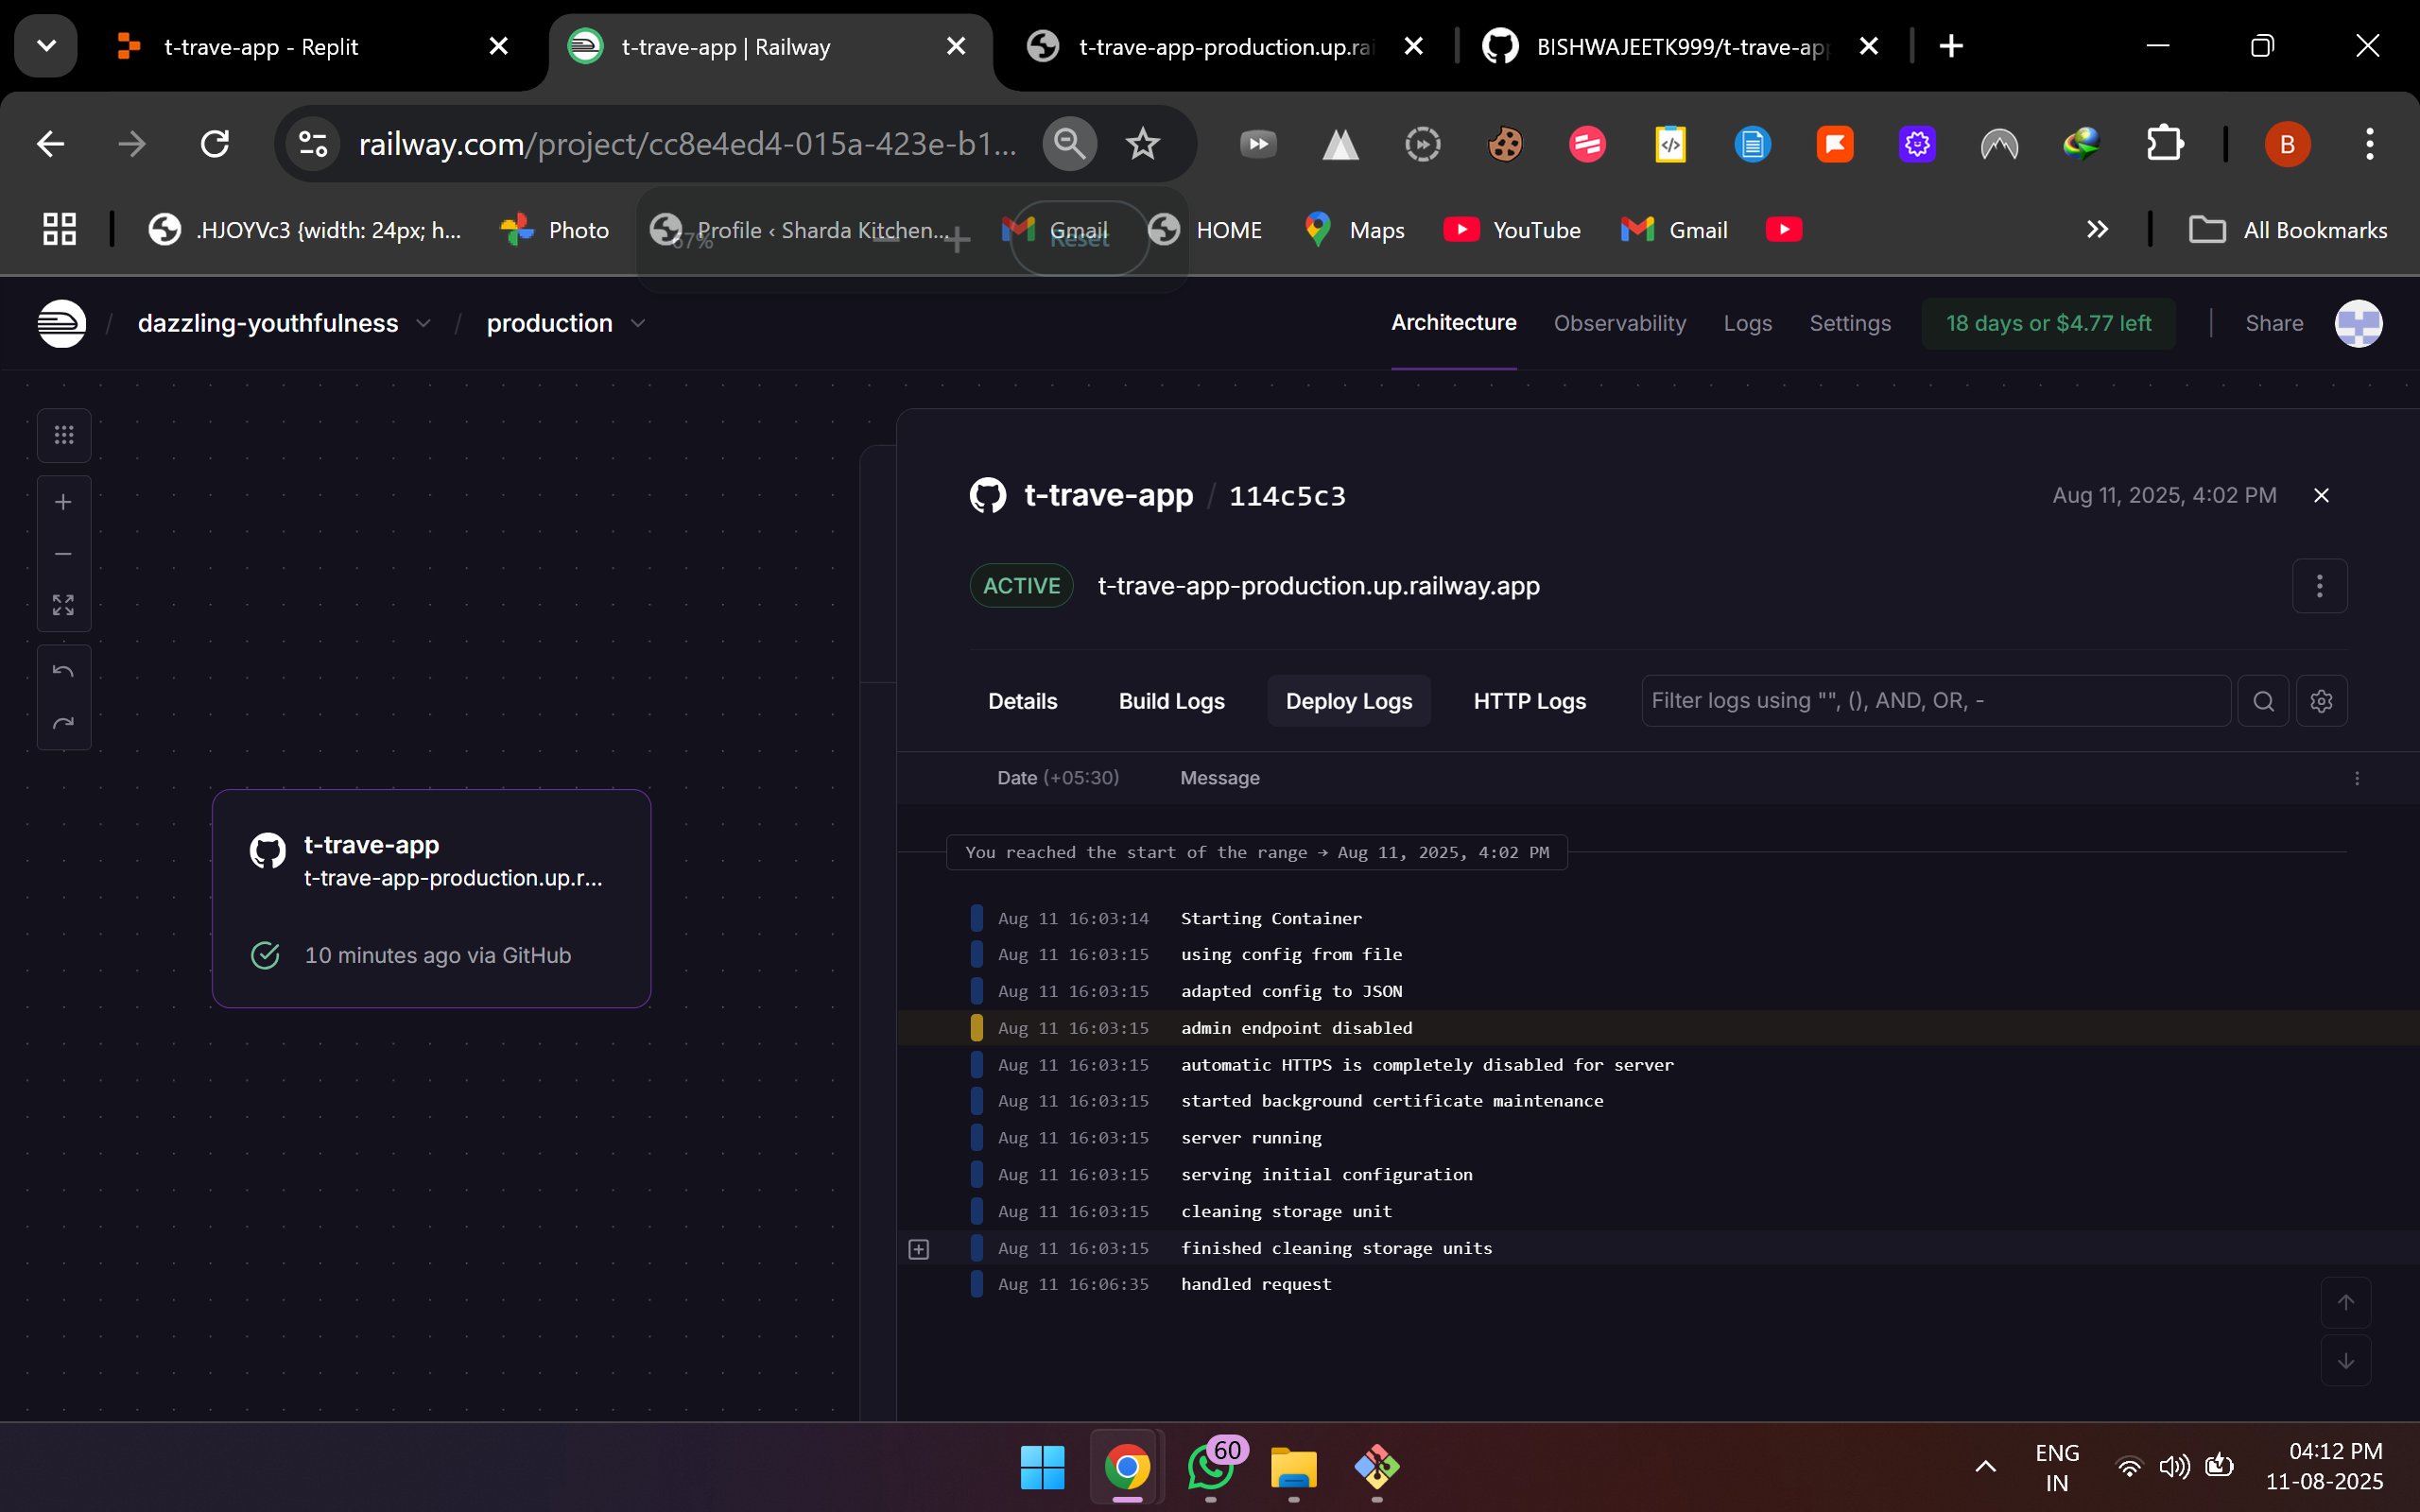 t-trave-app - Replit
t-trave-app | Railway
t-trave-app-production.up.rai
BISHWAJEETK999/t-trave-app
railway.com/project/cc8e4ed4-015a-423e-b1...
B
.HJOYVc3 {width: 24px; h...
Photo
Profile ‹ Sharda Kitchen...
Gmail
HOME
Maps
YouTube
Gmail
All Bookmarks
67%
Reset
dazzling-youthfulness
/
production
Architecture
Observability
Logs
Settings
18 days or $4.77 left
Share
t-trave-app / 114c5c3
Aug 11, 2025, 4:02 PM
ACTIVE
t-trave-app-production.up.railway.app
Details
Build Logs
Deploy Logs
HTTP Logs
Filter logs using "", (), AND, OR, -
Date (+05:30)
Message
You reached the start of the range → Aug 11, 2025, 4:02 PM
Aug 11 16:03:14 Starting Container
Aug 11 16:03:15 using config from file
Aug 11 16:03:15 adapted config to JSON
Aug 11 16:03:15 admin endpoint disabled
Aug 11 16:03:15 automatic HTTPS is completely disabled for server
Aug 11 16:03:15 started background certificate maintenance
Aug 11 16:03:15 server running
Aug 11 16:03:15 serving initial configuration
Aug 11 16:03:15 cleaning storage unit
Aug 11 16:03:15 finished cleaning storage units
Aug 11 16:06:35 handled request
t-trave-app
t-trave-app-production.up.r...
10 minutes ago via GitHub
60
ENG
IN
04:12 PM
11-08-2025